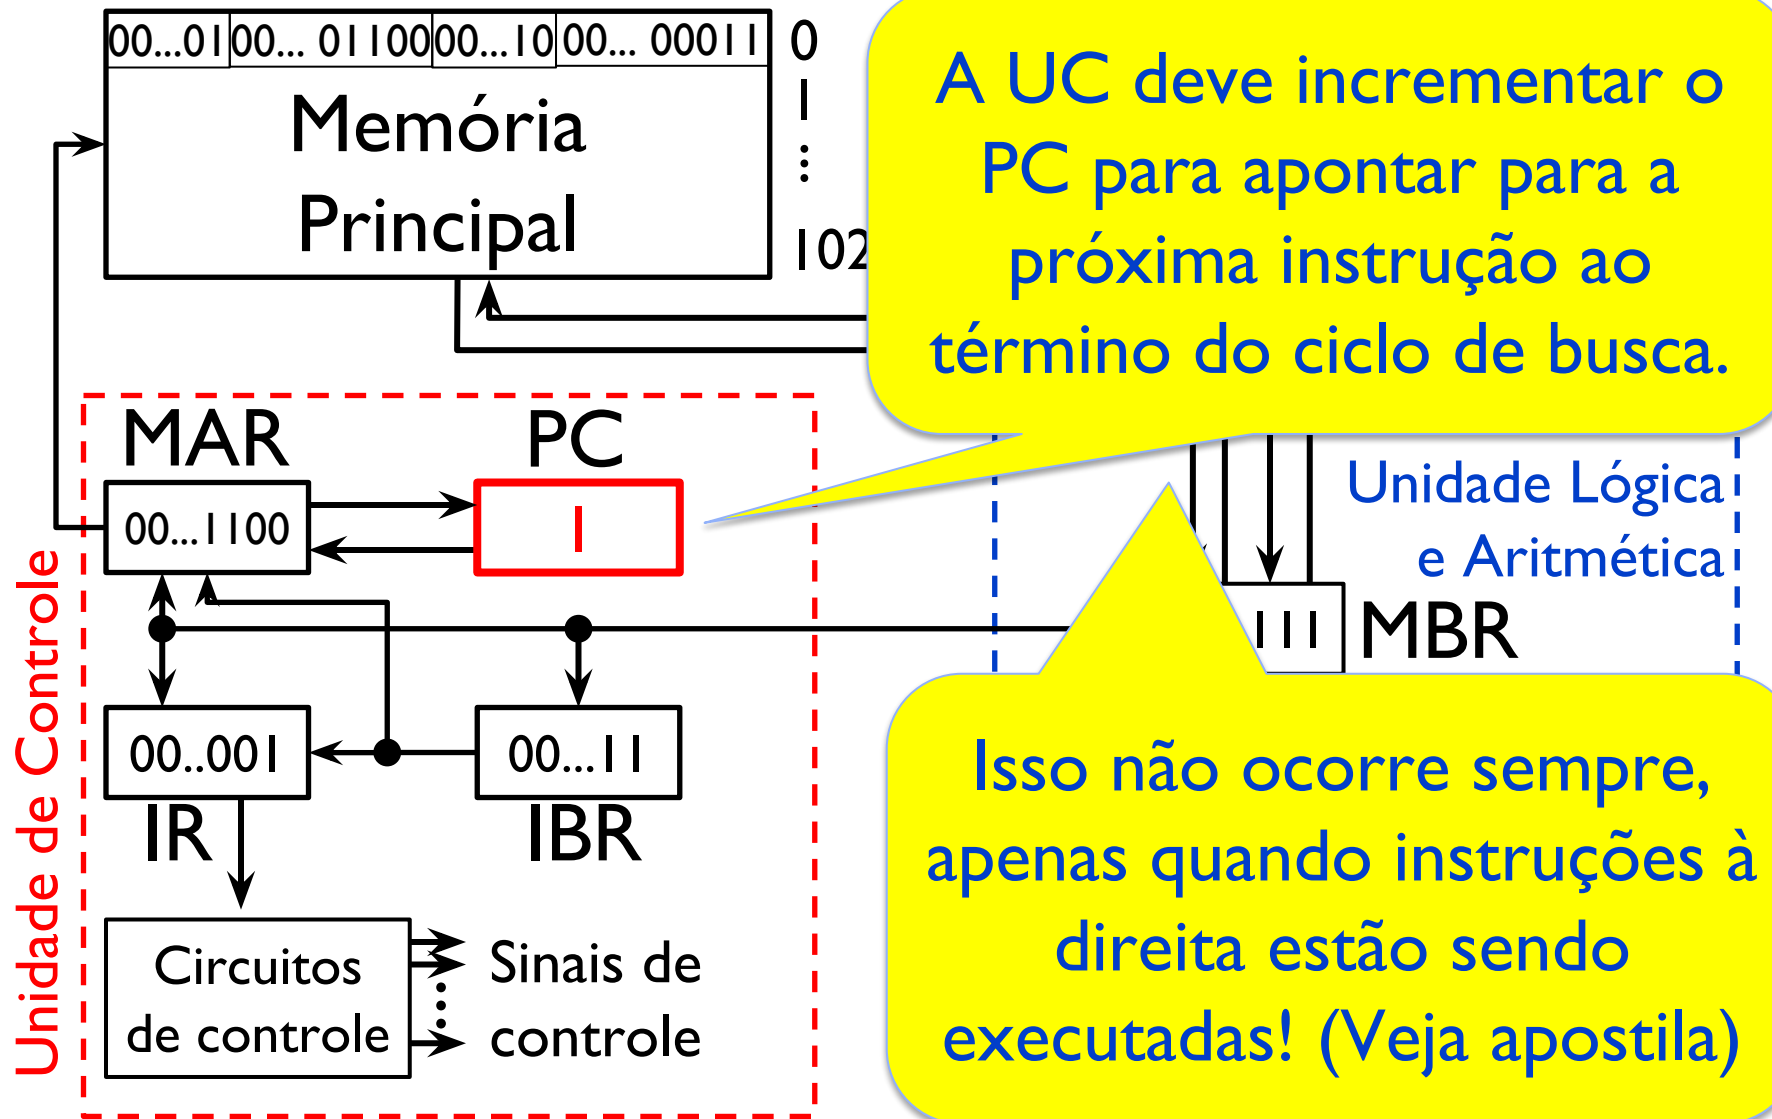 00...01 00... 01100 00...10 00... 00011 0
1
Memória
Principal
102
A UC deve incrementar o
PC para apontar para a
próxima instrução ao
término do ciclo de busca.
MAR
PC
00...1100
1
Unidade Lógica
e Aritmética
111
MBR
Unidade de Controle
00..001
00...11
IR
IBR
Isso não ocorre sempre,
apenas quando instruções à
direita estão sendo
executadas! (Veja apostila)
Circuitos
de controle
Sinais de
controle